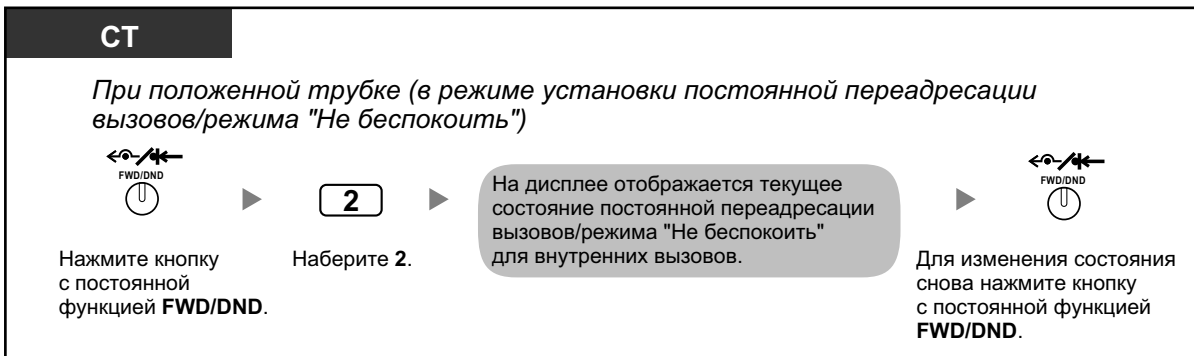 СТ
При положенной трубке (в режиме установки постоянной переадресации
вызовов/режима "Не беспокоить")
FWD/DND
2
На дисплее отображается текущее
состояние постоянной переадресации
вызовов/режима "Не беспокоить"
для внутренних вызовов.
FWD/DND
Нажмите кнопку
с постоянной
функцией FWD/DND.
Наберите 2.
Для изменения состояния
снова нажмите кнопку
с постоянной функцией
FWD/DND.